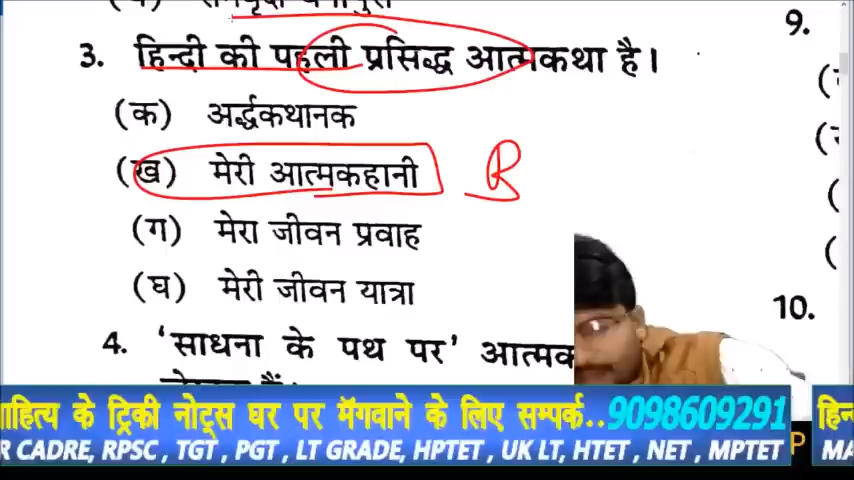 3. हिन्दी की पहली प्रसिद्ध आत्मकथा है।
(क) अर्द्धकथानक
(ख) मेरी आत्मकहानी
B
(ग) मेरा जीवन प्रवाह
(घ) मेरी जीवन यात्रा
4. 'साधना के पथ पर' आत्मक
9.
10.
ाहित्य के ट्रिकी नोट्स घर पर मॅगवाने के लिए सम्पर्क..9098609291
R CADRE, RPSC , TGT , PGT , LT GRADE, HPTET , UK LT, HTET , NET , MPTET
हिन
MA
P